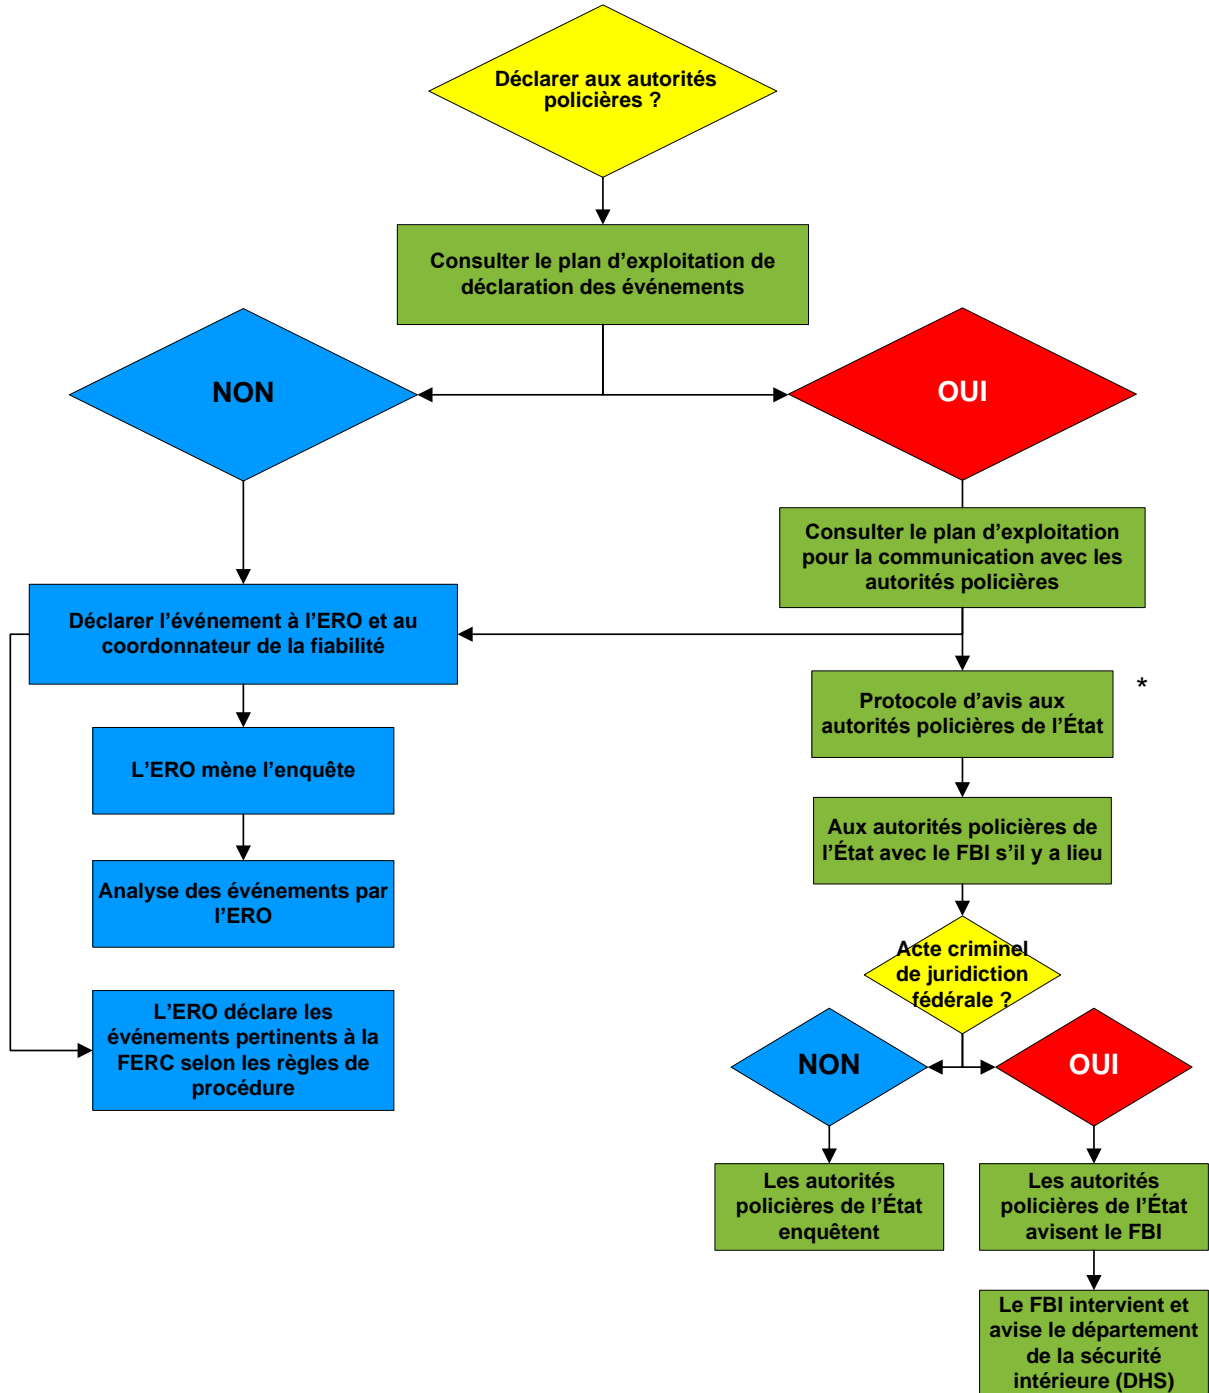 Déclarer aux autorités
policières ?
Consulter le plan d’exploitation de
déclaration des événements
NON
OUI
Consulter le plan d’exploitation
pour la communication avec les
autorités policières
Déclarer l’événement à l’ERO et au
coordonnateur de la fiabilité
Protocole d’avis aux
autorités policières de l’État
*
L’ERO mène l’enquête
Aux autorités policières de
l’État avec le FBI s’il y a lieu
Analyse des événements par
l’ERO
Acte criminel
de juridiction
fédérale ?
L’ERO déclare les
événements pertinents à la
FERC selon les règles de
procédure
NON
OUI
Les autorités
policières de l’État
enquêtent
Les autorités
policières de l’État
avisent le FBI
Le FBI intervient et
avise le département
de la sécurité
intérieure (DHS)